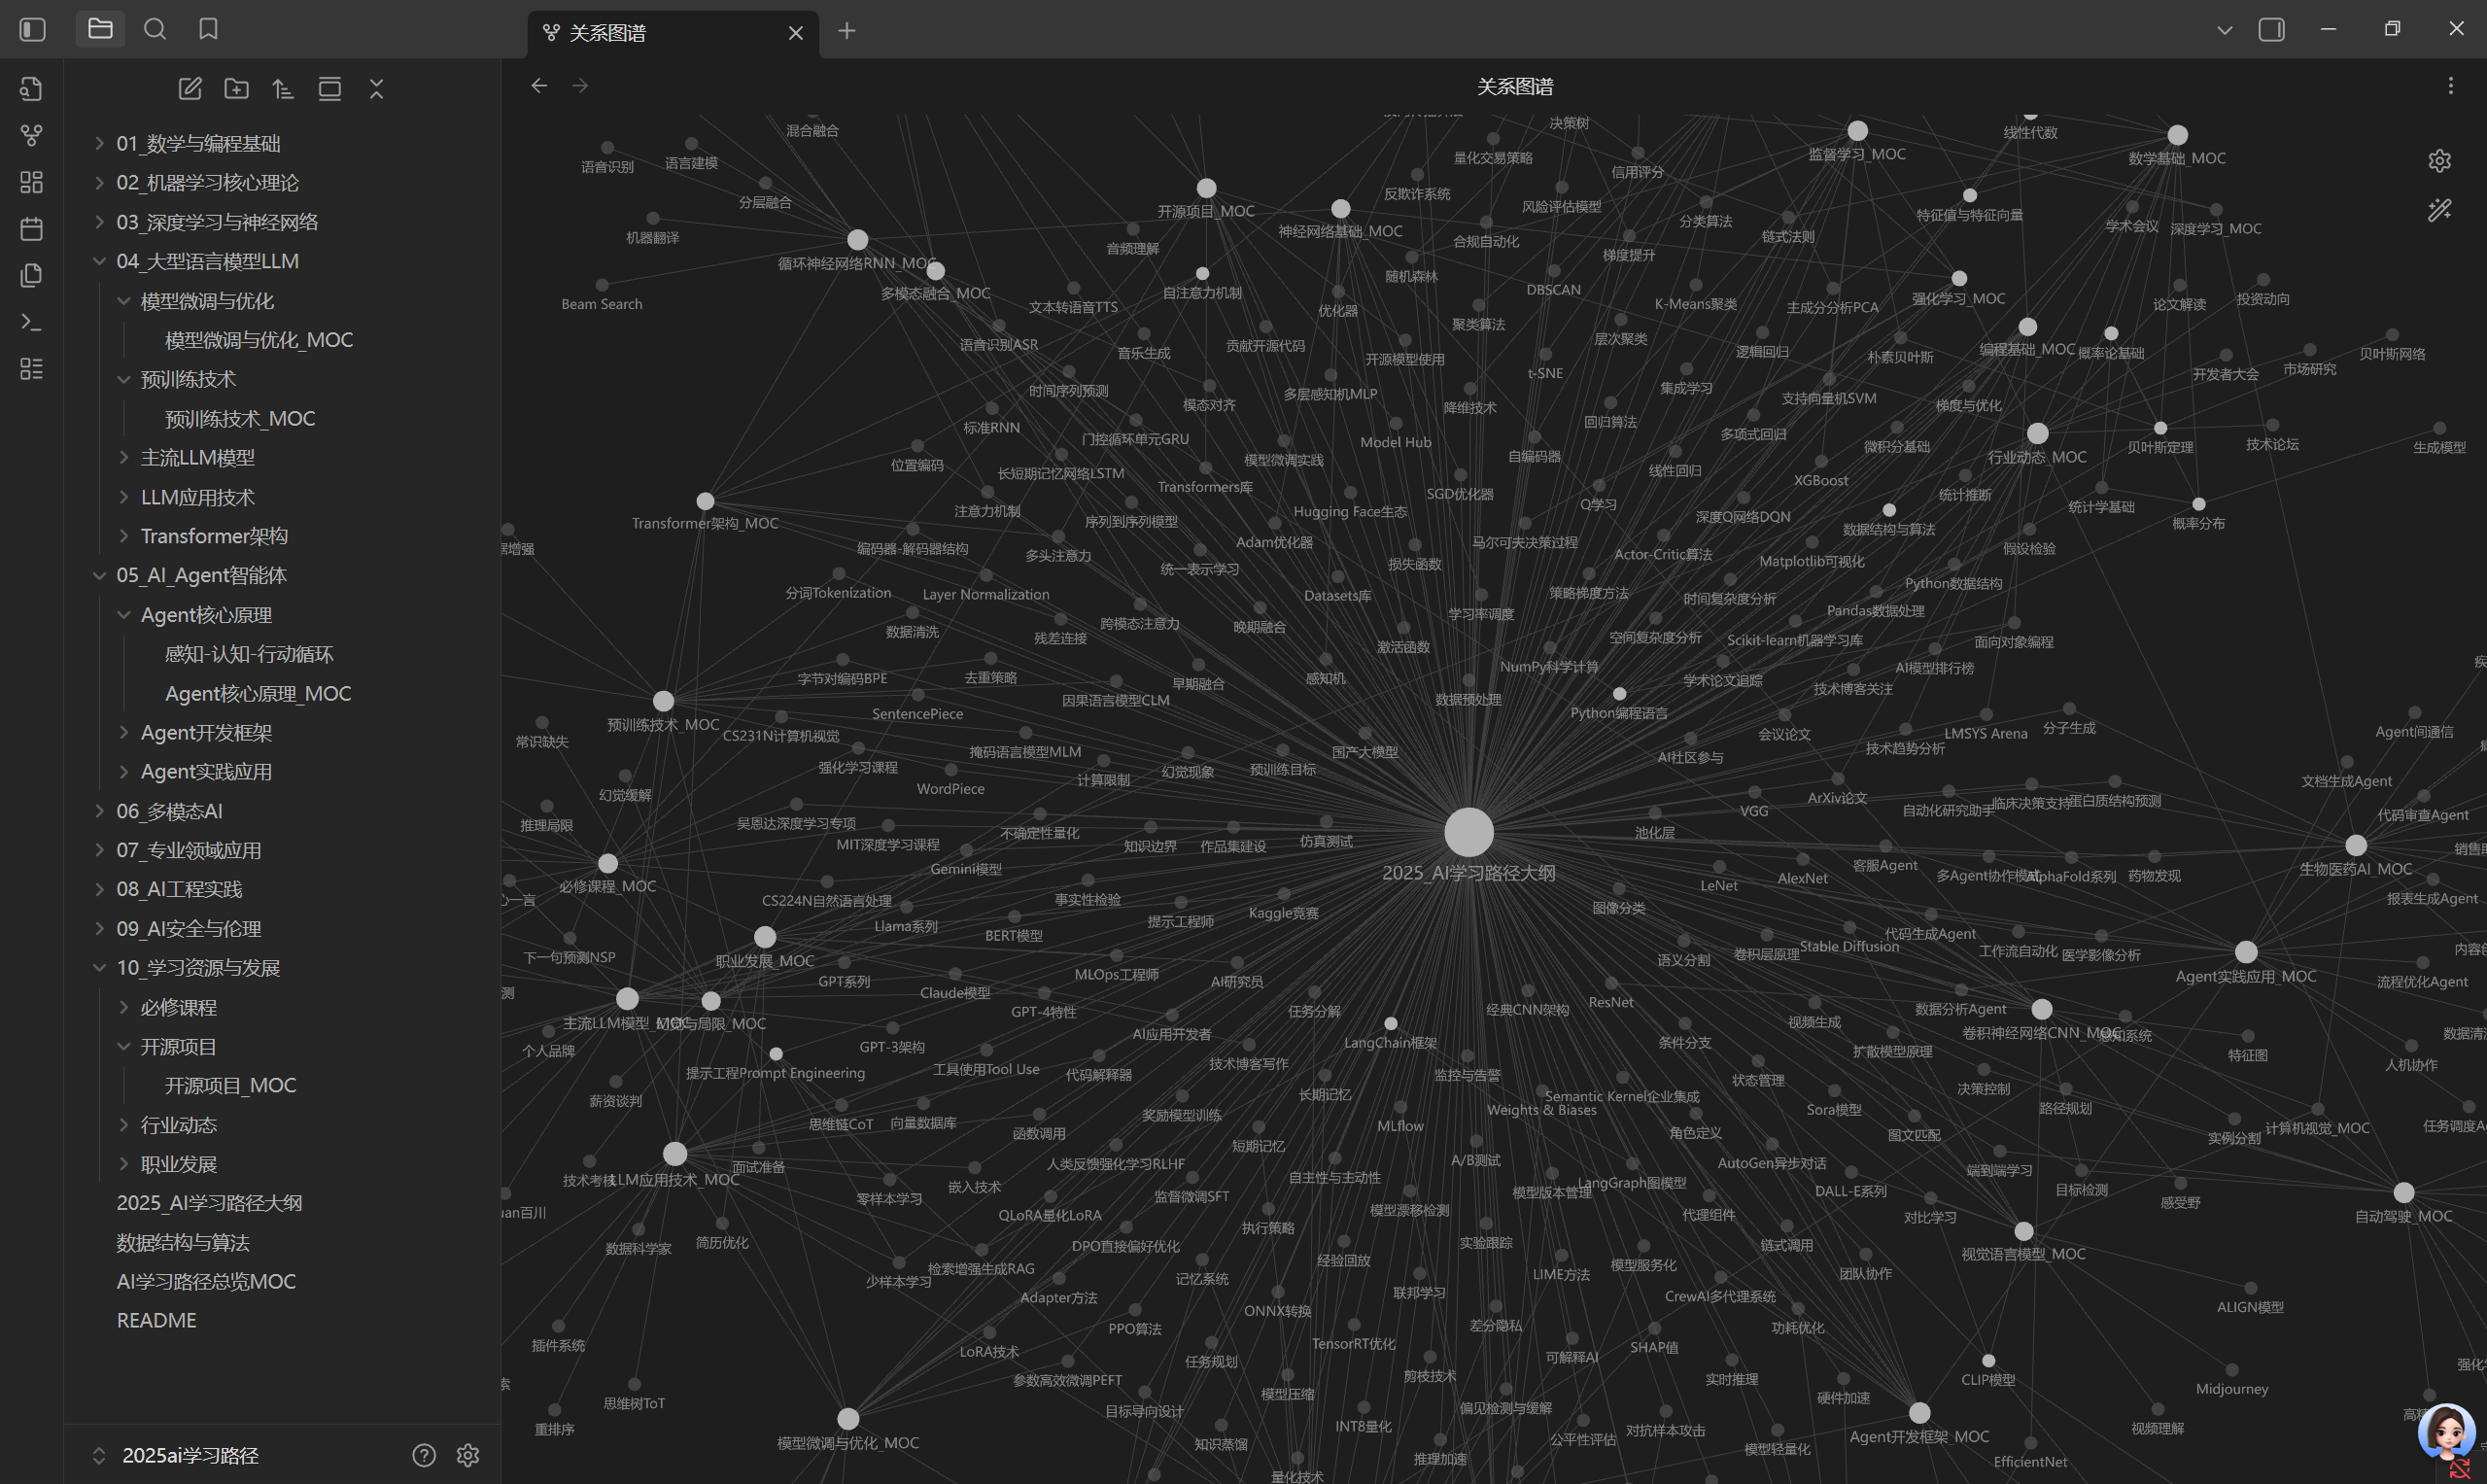 关系图谱
关系图谱
01_数学与编程基础
02_机器学习核心理论
03_深度学习与神经网络
04_大型语言模型LLM
模型微调与优化
模型微调与优化_MOC
预训练技术
预训练技术_MOC
主流LLM模型
LLM应用技术
Transformer架构
05_AI_Agent智能体
Agent核心原理
感知-认知-行动循环
Agent核心原理_MOC
Agent开发框架
Agent实践应用
06_多模态AI
07_专业领域应用
08_AI工程实践
09_AI安全与伦理
10_学习资源与发展
必修课程
开源项目
开源项目_MOC
行业动态
职业发展
2025_AI学习路径大纲
数据结构与算法
AI学习路径总览MOC
README
2025ai学习路径
混合融合
决策树
线性代数
语音识别
语言建模
量化交易策略
监督学习_MOC
数学基础_MOC
信用评分
分层融合
反欺诈系统
开源项目_MOC
风险评估模型
特征值与特征向量
机器翻译
神经网络基础_MOC
分类算法
学术会议
深度学习_MOC
音频理解
合规自动化
链式法则
循环神经网络RNN_MOC
梯度提升
多模态融合_MOC
自注意力机制
随机森林
DBSCAN
Beam Search
文本转语音TTS
优化器
K-Means聚类
主成分分析PCA
强化学习_MOC
论文解读
投资动向
语音识别ASR
音乐生成
贡献开源代码
聚类算法
层次聚类
逻辑回归
朴素贝叶斯
编程基础_MOC
概率论基础
贝叶斯网络
开源模型使用
t-SNE
开发者大会
市场研究
时间序列预测
模态对齐
多层感知机MLP
集成学习
支持向量机SVM
降维技术
梯度与优化
标准RNN
门控循环单元GRU
Model Hub
回归算法
多项式回归
微积分基础
行业动态_MOC
贝叶斯定理
技术论坛
生成模型
位置编码
长短期记忆网络LSTM
模型微调实践
自编码器
线性回归
XGBoost
Transformers库
SGD优化器
Q学习
统计推断
统计学基础
Transformer架构_MOC
注意力机制
序列到序列模型
Hugging Face生态
深度Q网络DQN
数据结构与算法
概率分布
编码器-解码器结构
多头注意力
Adam优化器
马尔可夫决策过程
Actor-Critic算法
Matplotlib可视化
假设检验
统一表示学习
损失函数
分词Tokenization
Layer Normalization
Datasets库
策略梯度方法
时间复杂度分析
Python数据结构
数据清洗
残差连接
跨模态注意力
晚期融合
学习率调度
空间复杂度分析
Pandas数据处理
激活函数
Scikit-learn机器学习库
面向对象编程
字节对编码BPE
去重策略
早期融合
感知机
NumPy科学计算
学术论文追踪
AI模型排行榜
因果语言模型CLM
数据预处理
技术博客关注
SentencePiece
Python编程语言
预训练技术_MOC
CS231N计算机视觉
常识缺失
掩码语言模型MLM
国产大模型
会议论文
LMSYS Arena
分子生成
Agent间通信
强化学习课程
计算限制
幻觉现象
预训练目标
AI社区参与
技术趋势分析
文档生成Agent
幻觉缓解
WordPiece
推理局限
吴恩达深度学习专项
不确定性量化
VGG
ArXiv论文
自动化研究助手
临床决策支持
蛋白质结构预测
代码审查Agent
MIT深度学习课程
知识边界
作品集建设
仿真测试
池化层
Gemini模型
2025_AI学习路径大纲
客服Agent
生物医药AI_MOC
必修课程_MOC
LeNet
AlexNet
AlphaFold系列
药物发现
CS224N自然语言处理
事实性检验
报表生成Agent
Kaggle竞赛
图像分类
Llama系列
BERT模型
提示工程师
代码生成Agent
下一句预测NSP
职业发展_MOC
MLOps工程师
AI研究员
语义分割
卷积层原理
Stable Diffusion
工作流自动化
医学影像分析
GPT系列
Claude模型
Agent实践应用_MOC
流程优化Agent
GPT-4特性
任务分解
经典CNN架构
ResNet
数据分析Agent
主流LLM模型_MOC
AI应用开发者
视频生成
卷积神经网络CNN_MOC
LangChain框架
个人品牌
GPT-3架构
条件分支
扩散模型原理
特征图
提示工程Prompt Engineering
工具使用Tool Use
代码解释器
技术博客写作
监控与告警
状态管理
人机协作
薪资谈判
长期记忆
Semantic Kernel企业集成
决策控制
Weights & Biases
Sora模型
路径规划
思维链CoT
向量数据库
函数调用
奖励模型训练
MLflow
角色定义
图文匹配
实例分割
计算机视觉_MOC
短期记忆
A/B测试
面试准备
人类反馈强化学习RLHF
AutoGen异步对话
端到端学习
技术考核
LLM应用技术_MOC
嵌入技术
自主性与主动性
LangGraph图模型
零样本学习
监督微调SFT
模型版本管理
DALL-E系列
目标检测
感受野
QLoRA量化LoRA
模型漂移检测
代理组件
对比学习
自动驾驶_MOC
数据科学家
简历优化
DPO直接偏好优化
执行策略
实验跟踪
链式调用
视觉语言模型_MOC
检索增强生成RAG
少样本学习
记忆系统
经验回放
LIME方法
模型服务化
团队协作
Adapter方法
联邦学习
CrewAI多代理系统
ONNX转换
ALIGN模型
插件系统
PPO算法
差分隐私
功耗优化
LoRA技术
任务规划
TensorRT优化
可解释AI
SHAP值
参数高效微调PEFT
剪枝技术
实时推理
CLIP模型
模型压缩
Midjourney
思维树ToT
目标导向设计
偏见检测与缓解
硬件加速
重排序
INT8量化
公平性评估
对抗样本攻击
视频理解
模型微调与优化_MOC
知识蒸馏
推理加速
模型轻量化
Agent开发框架_MOC
EfficientNet
量化技术